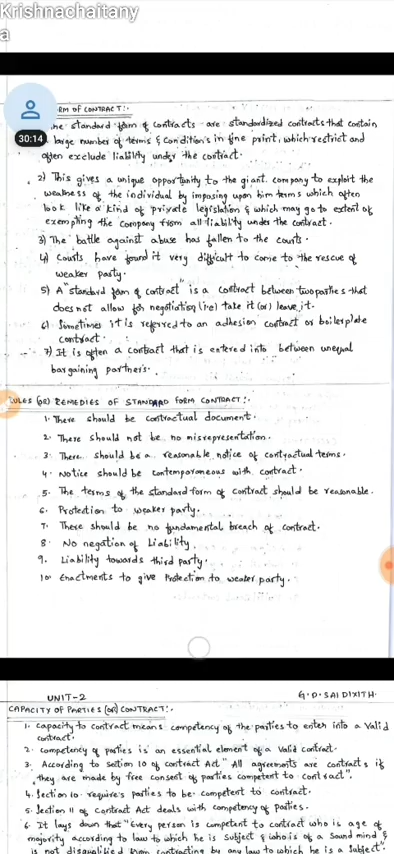 Krishnachaitany
a
RM OF CONTRACT :-
30:14
he standard form of contracts are standardized contracts that contain
large number of terms & condition's in fine print, which restrict and
often exclude liability under the contract.
2) This gives a unique opportunity to the giant company to exploit the
weakness of the individual by imposing upon him terms which often
look like a kind of private legislation & which may go to extent of
exempting the company from all liability under the contract.
3) The battle against abuse has fallen to the courts.
4) Courts have found it very difficult to come to the rescue of
weaker party.
5) A "standard form of contract" is a contract between two parties that
does not allow for negotiation (i.e) take it (or) leave it.
6) Sometimes it is referred to an adhesion contract or boilerplate
contract.
7) It is often a contract that is entered into between unequal
bargaining partners.
RULES (OR) REMEDIES OF STANDARD FORM CONTRACT :-
1. There should be contractual document.
2. There should not be no misrepresentation.
3. There should be a reasonable notice of contractual terms.
4. Notice should be contemporaneous with contract.
5. The terms of the standard form of contract should be reasonable.
6. Protection to weaker party.
7. There should be no fundamental breach of contract.
8. No negation of Liability.
9. Liability towards third party.
10. Enactments to give Protection to weaker party.
UNIT-2 G.D.SAI DIXITH.
CAPACITY OF PARTIES (OR) CONTRACT :-
1. capacity to contract means competency of the parties to enter into a Valid
contract.
2. competency of parties is an essential element of a Valid contract.
3. According to section 10 of contract Act "All agreements are contracts if
they are made by free consent of parties competent to contract".
4. Section 10 require's parties to be competent to contract.
5. Section 11 of Contract Act deals with competency of Parties.
6. It lays down that "Every person is competent to contract who is age of
majority according to law to which he is Subject & who is of a sound mind &
is not disqualified from contracting by any law to which he is a Subject".